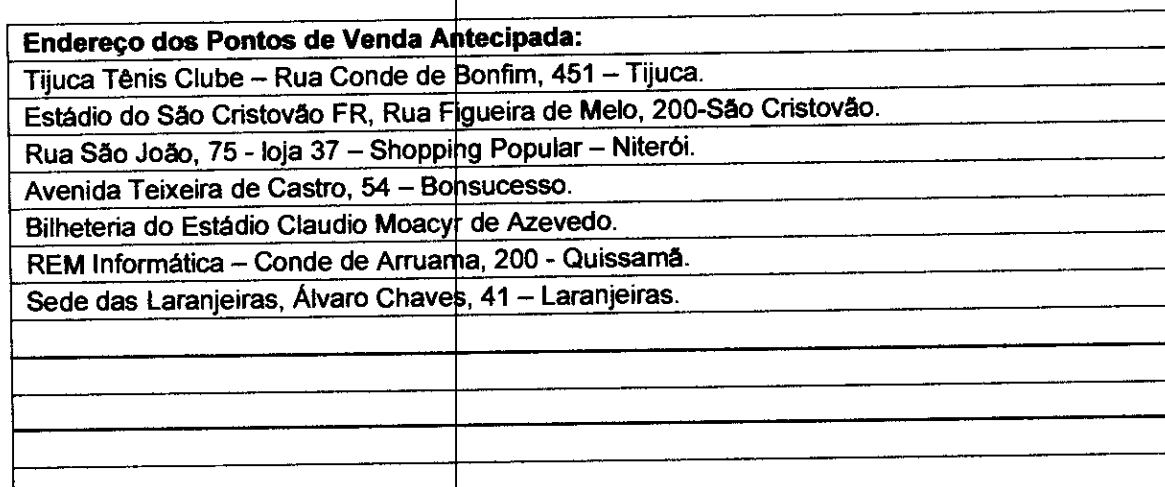 Endereço dos Pontos de Venda Antecipada:
Tijuca Tênis Clube – Rua Conde de Bonfim, 451 – Tijuca.
Estádio do São Cristovão FR, Rua Figueira de Melo, 200-São Cristovão.
Rua São João, 75 - loja 37 – Shopping Popular – Niterói.
Avenida Teixeira de Castro, 54 – Bonsucesso.
Bilheteria do Estádio Claudio Moacyr de Azevedo.
REM Informática – Conde de Arruama, 200 - Quissamã.
Sede das Laranjeiras, Álvaro Chaves, 41 – Laranjeiras.